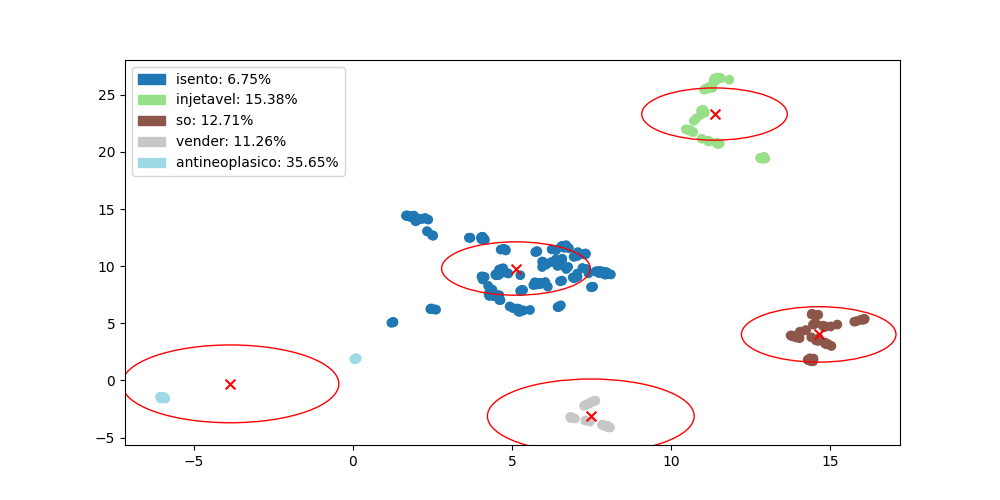 isento: 6.75%
injetavel: 15.38%
so: 12.71%
vender: 11.26%
antineoplasico: 35.65%
25
20
15
10
5
0
−5
−5 0 5 10 15